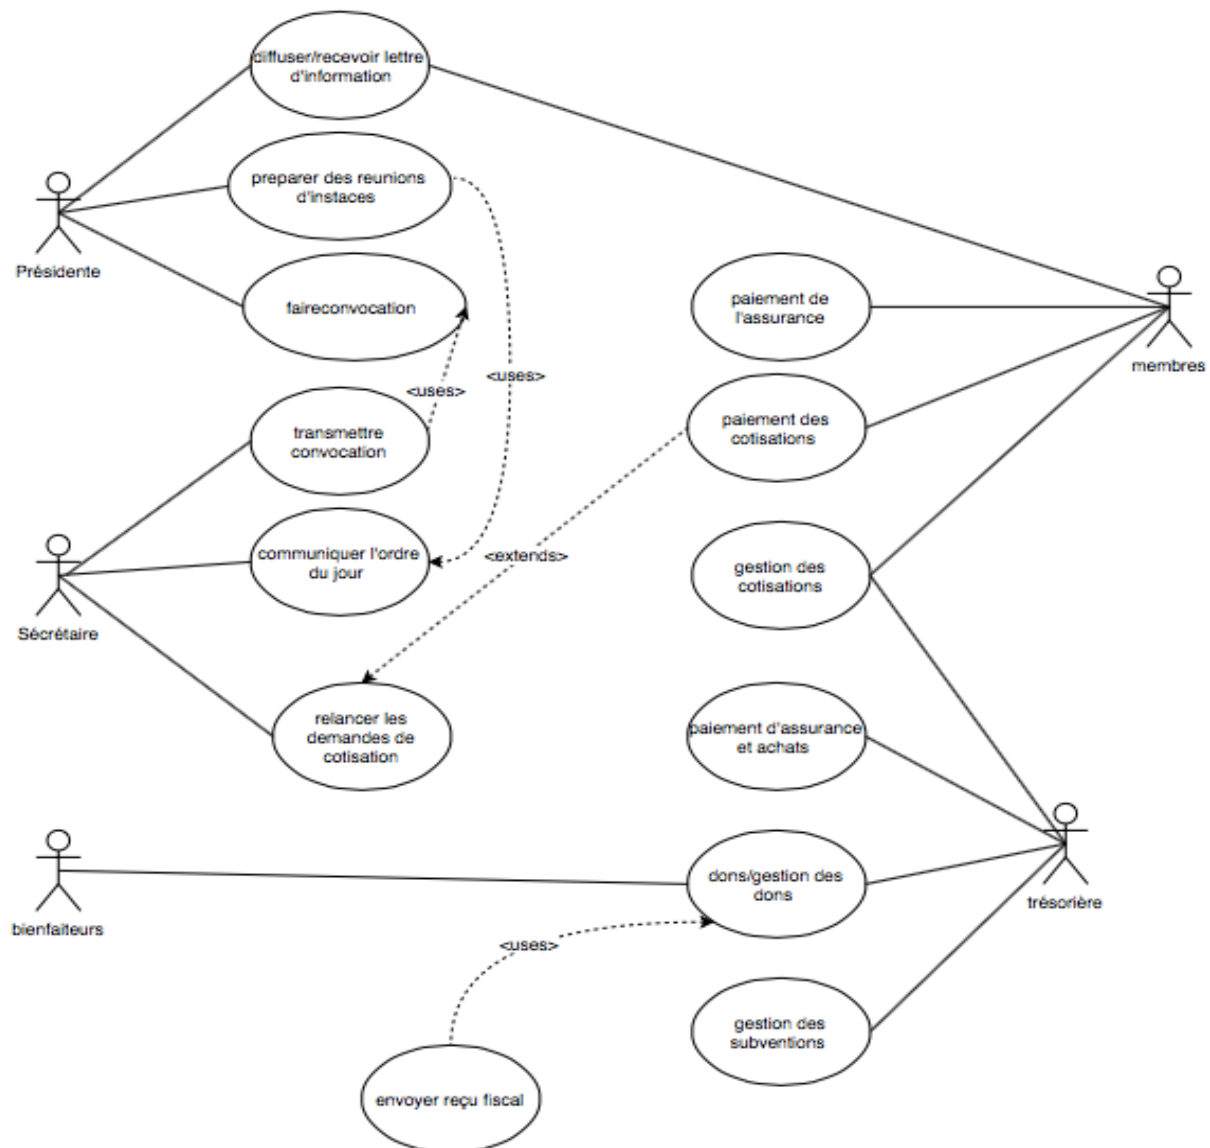 diffuser/recevoir lettre
d'information
preparer des reunions
d'instaces
Présidente
faireconvocation
paiement de
l'assurance
membres
<uses>
<uses>
transmettre
convocation
paiement des
cotisations
communiquer l'ordre
du jour
<extends>
gestion des
cotisations
Sécrétaire
relancer les
demandes de
cotisation
paiement d'assurance
et achats
bienfaiteurs
dons/gestion des
dons
trésorière
<uses>
gestion des
subventions
envoyer reçu fiscal